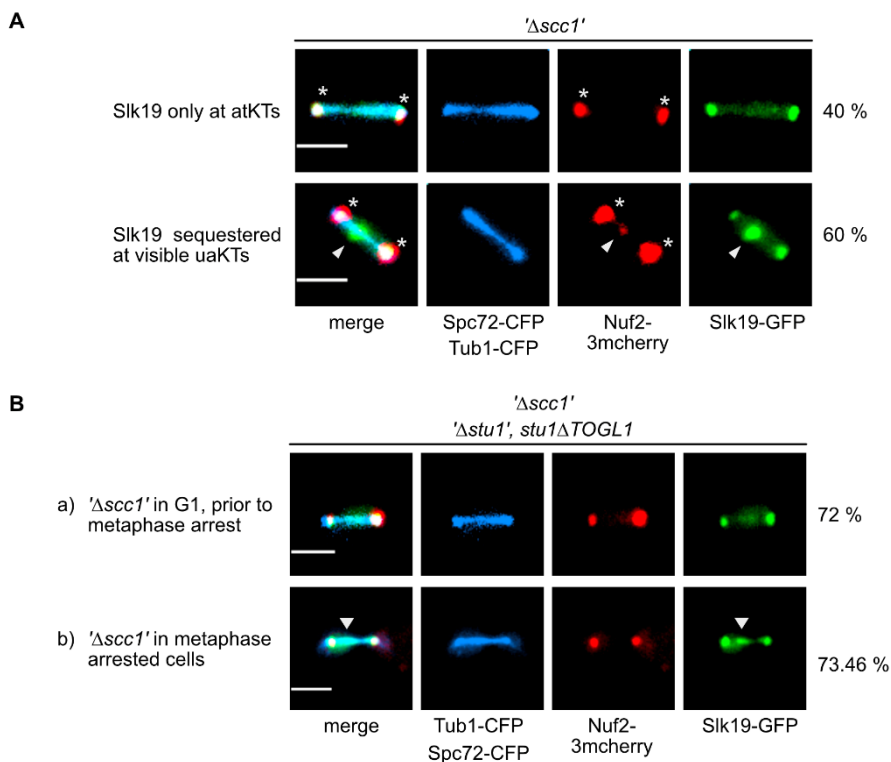 A
'Δscc1'
Slk19 only at atKTs
* * * * 40 %
Slk19 sequestered
at visible uaKTs
* * * * 60 %
merge
Spc72-CFP
Tub1-CFP
Nuf2-
3mcherry
Slk19-GFP
B
'Δscc1'
'Δstu1', stu1ΔTOGL1
a) 'Δscc1' in G1, prior to
metaphase arrest
72 %
b) 'Δscc1' in metaphase
arrested cells
73.46 %
merge
Tub1-CFP
Spc72-CFP
Nuf2-
3mcherry
Slk19-GFP